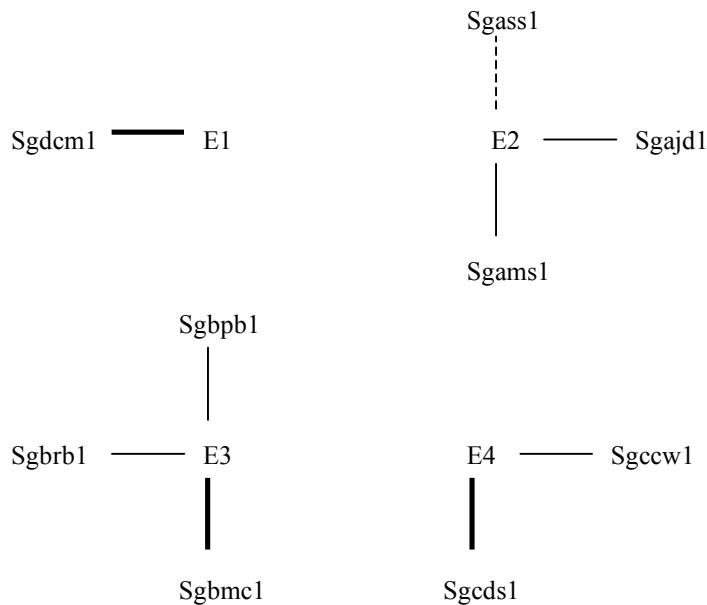 Sgass1
Sgdcm1 E1 E2 Sgajd1
Sgams1
Sgbpb1
Sgbrb1 E3 E4 Sgccw1
Sgbmc1 Sgcds1